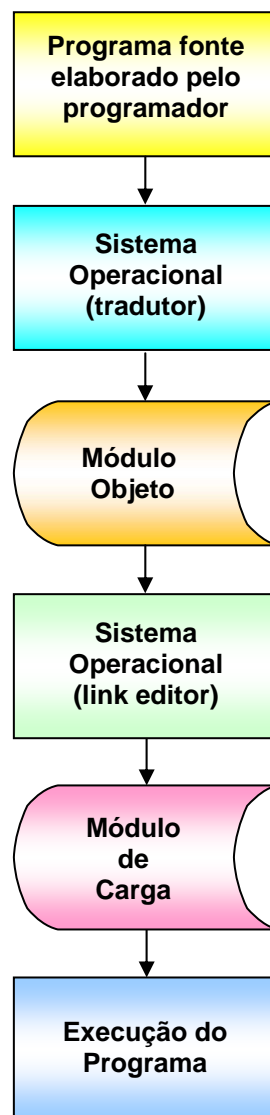 Programa fonte
elaborado pelo
programador
Sistema
Operacional
(tradutor)
Módulo
Objeto
Sistema
Operacional
(link editor)
Módulo
de
Carga
Execução do
Programa